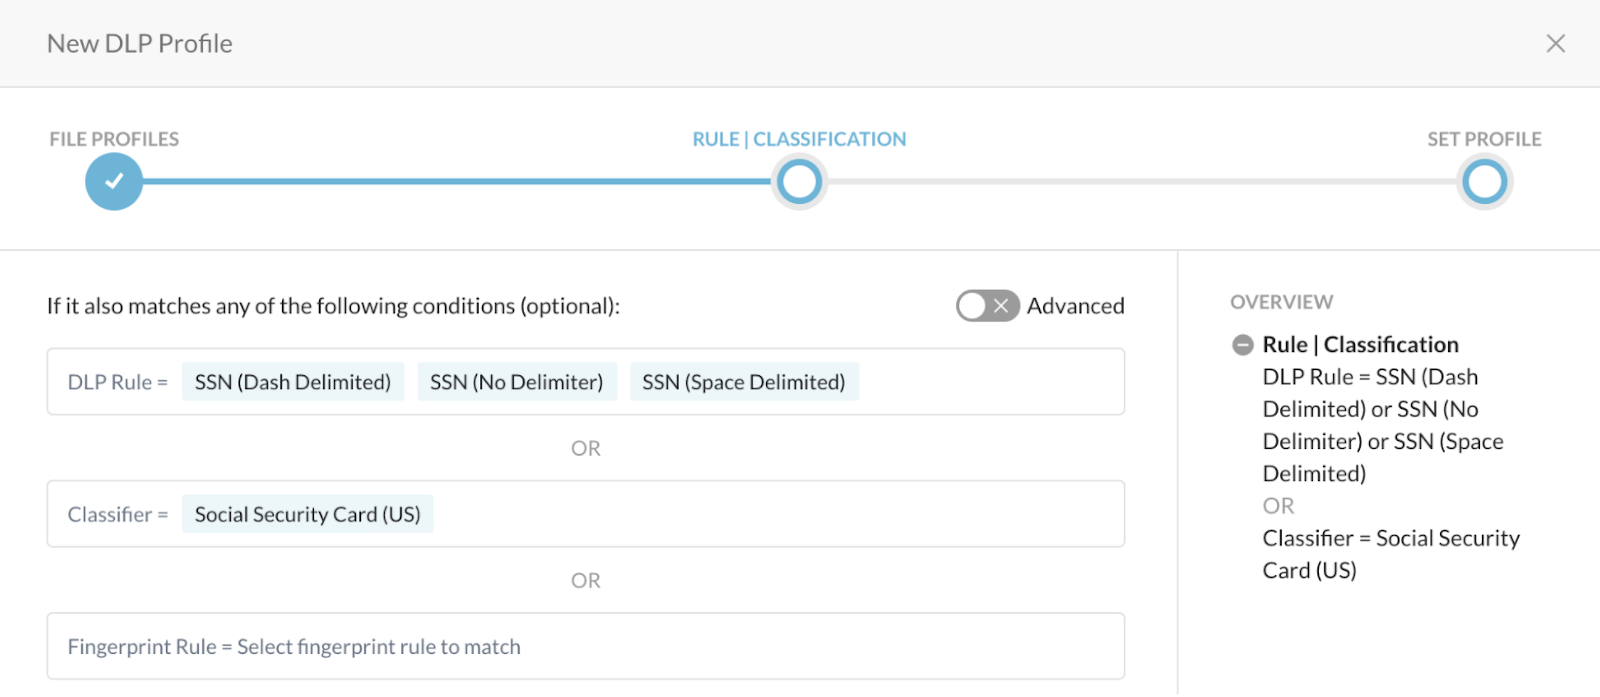 New DLP Profile
FILE PROFILES
RULE | CLASSIFICATION
SET PROFILE
If it also matches any of the following conditions (optional):
Advanced
DLP Rule = SSN (Dash Delimited) SSN (No Delimiter) SSN (Space Delimited)
OR
Classifier = Social Security Card (US)
OR
Fingerprint Rule = Select fingerprint rule to match
OVERVIEW
Rule | Classification
DLP Rule = SSN (Dash
Delimited) or SSN (No
Delimiter) or SSN (Space
Delimited)
OR
Classifier = Social Security
Card (US)